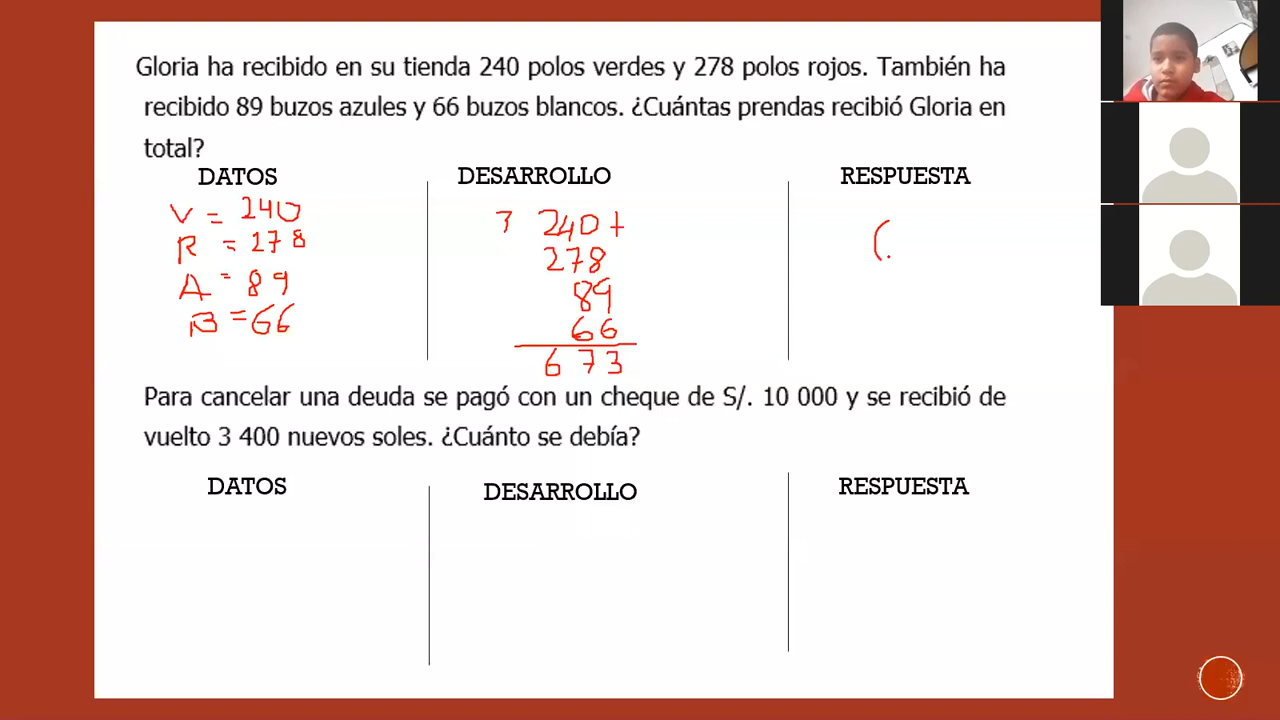 Gloria ha recibido en su tienda 240 polos verdes y 278 polos rojos. También ha
recibido 89 buzos azules y 66 buzos blancos. ¿Cuántas prendas recibió Gloria en
total?
DATOS
V = 240
R = 278
A = 89
B = 66
DESARROLLO
240+
278
89
66
673
RESPUESTA
Para cancelar una deuda se pagó con un cheque de S/. 10 000 y se recibió de
vuelto 3 400 nuevos soles. ¿Cuánto se debía?
DATOS
DESARROLLO
RESPUESTA